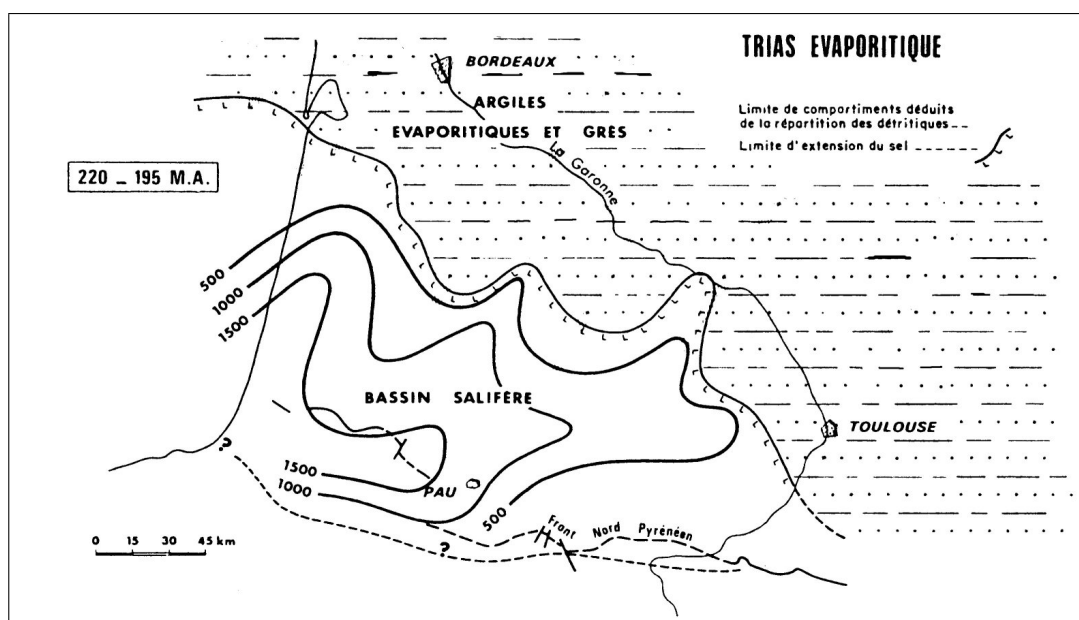 TRIAS EVAPORITIQUE
BORDEAUX
ARGILES
EVAPORITIQUES ET GRÈS
Limite de compartiments déduits
de la répartition des détritiques
Limite d'extension du sel
La Garonne
220 _ 195 M.A.
500
1000
1500
BASSIN SALIFÈRE
TOULOUSE
?
1500
1000
PAU
500
Front Nord Pyrénéen
?
0 15 30 45 km